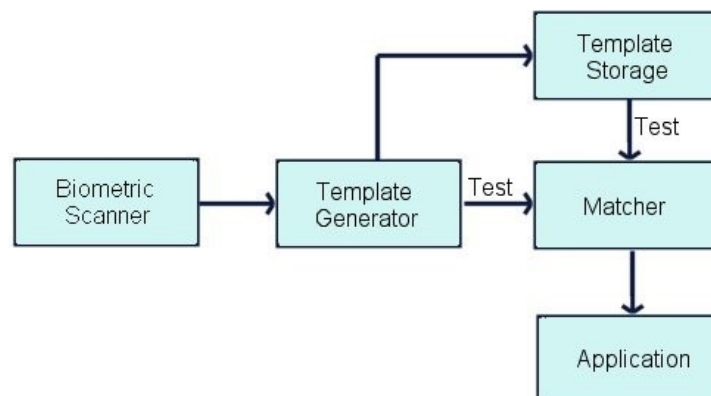 Template
Storage
Test
Biometric
Scanner
Template
Generator
Test
Matcher
Application